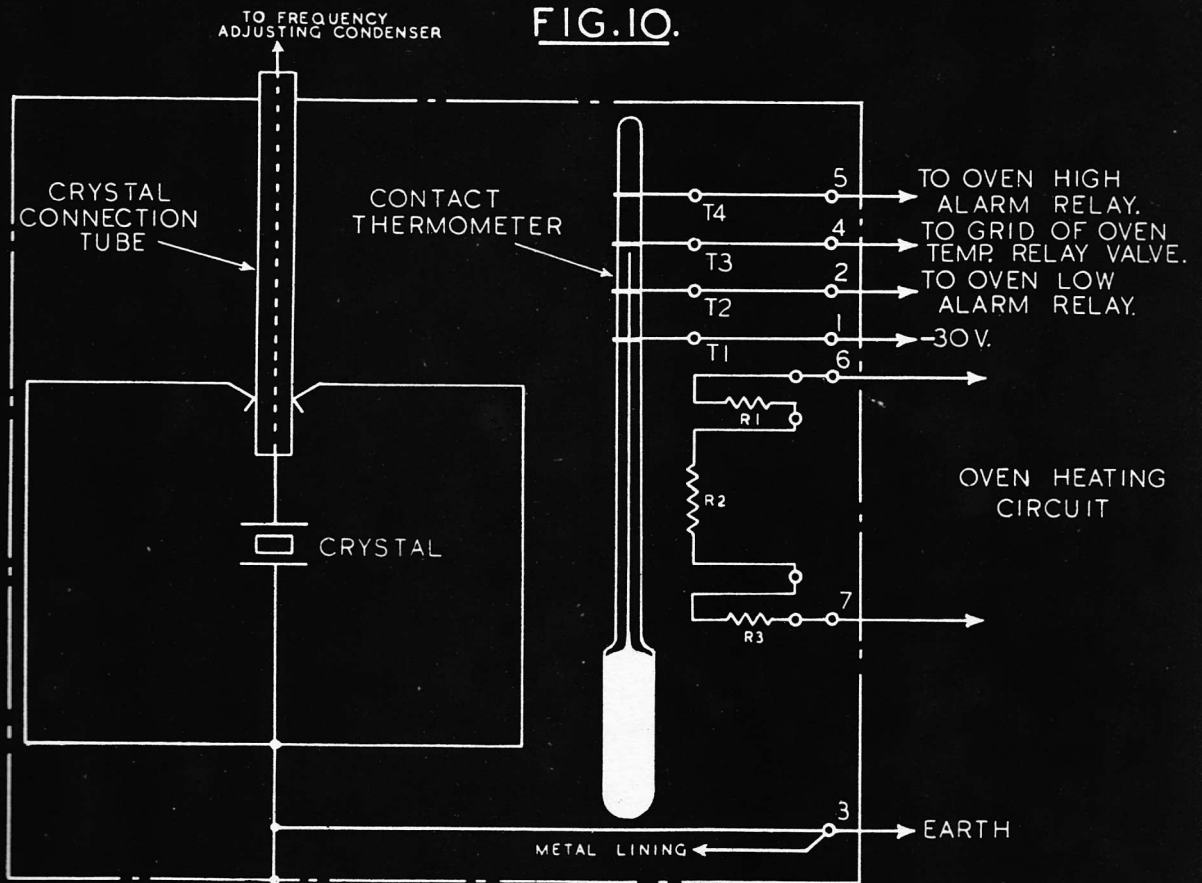 FIG.10.
TO FREQUENCY
ADJUSTING CONDENSER
CRYSTAL
CONNECTION
TUBE
CONTACT
THERMOMETER
T4
5
TO OVEN HIGH
ALARM RELAY.
T3
4
TO GRID OF OVEN
TEMP. RELAY VALVE.
T2
2
TO OVEN LOW
ALARM RELAY.
T1
1
-30V.
6
R1
R2
OVEN HEATING
CIRCUIT
CRYSTAL
R3
7
3
EARTH
METAL LINING